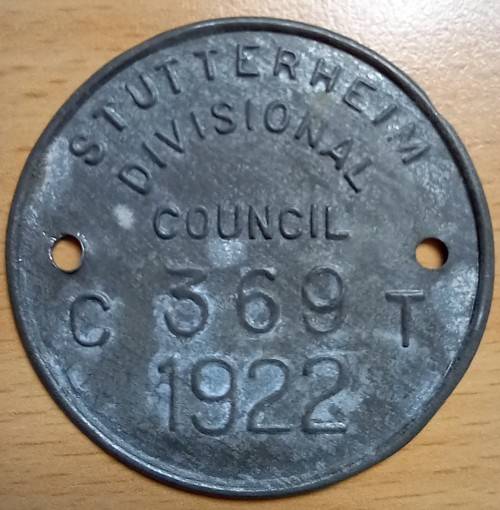 STUTTERHEIM
DIVISIONAL
COUNCIL
C 369 T
1922